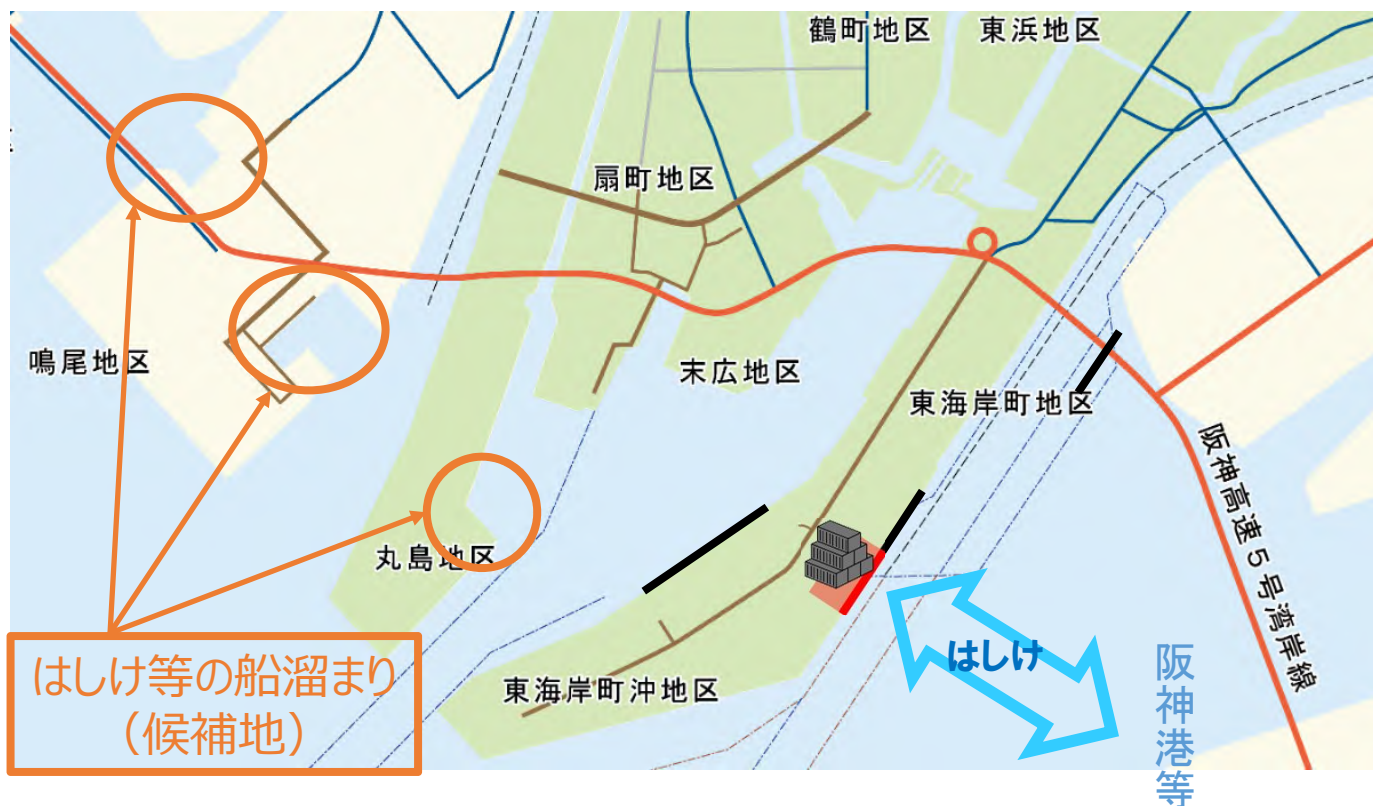 鶴町地区
東浜地区
扇町地区
鳴尾地区
末広地区
東海岸町地区
阪神高速5号湾岸線
丸島地区
はしけ
東海岸町沖地区
はしけ等の船溜まり
（候補地）
阪神港等